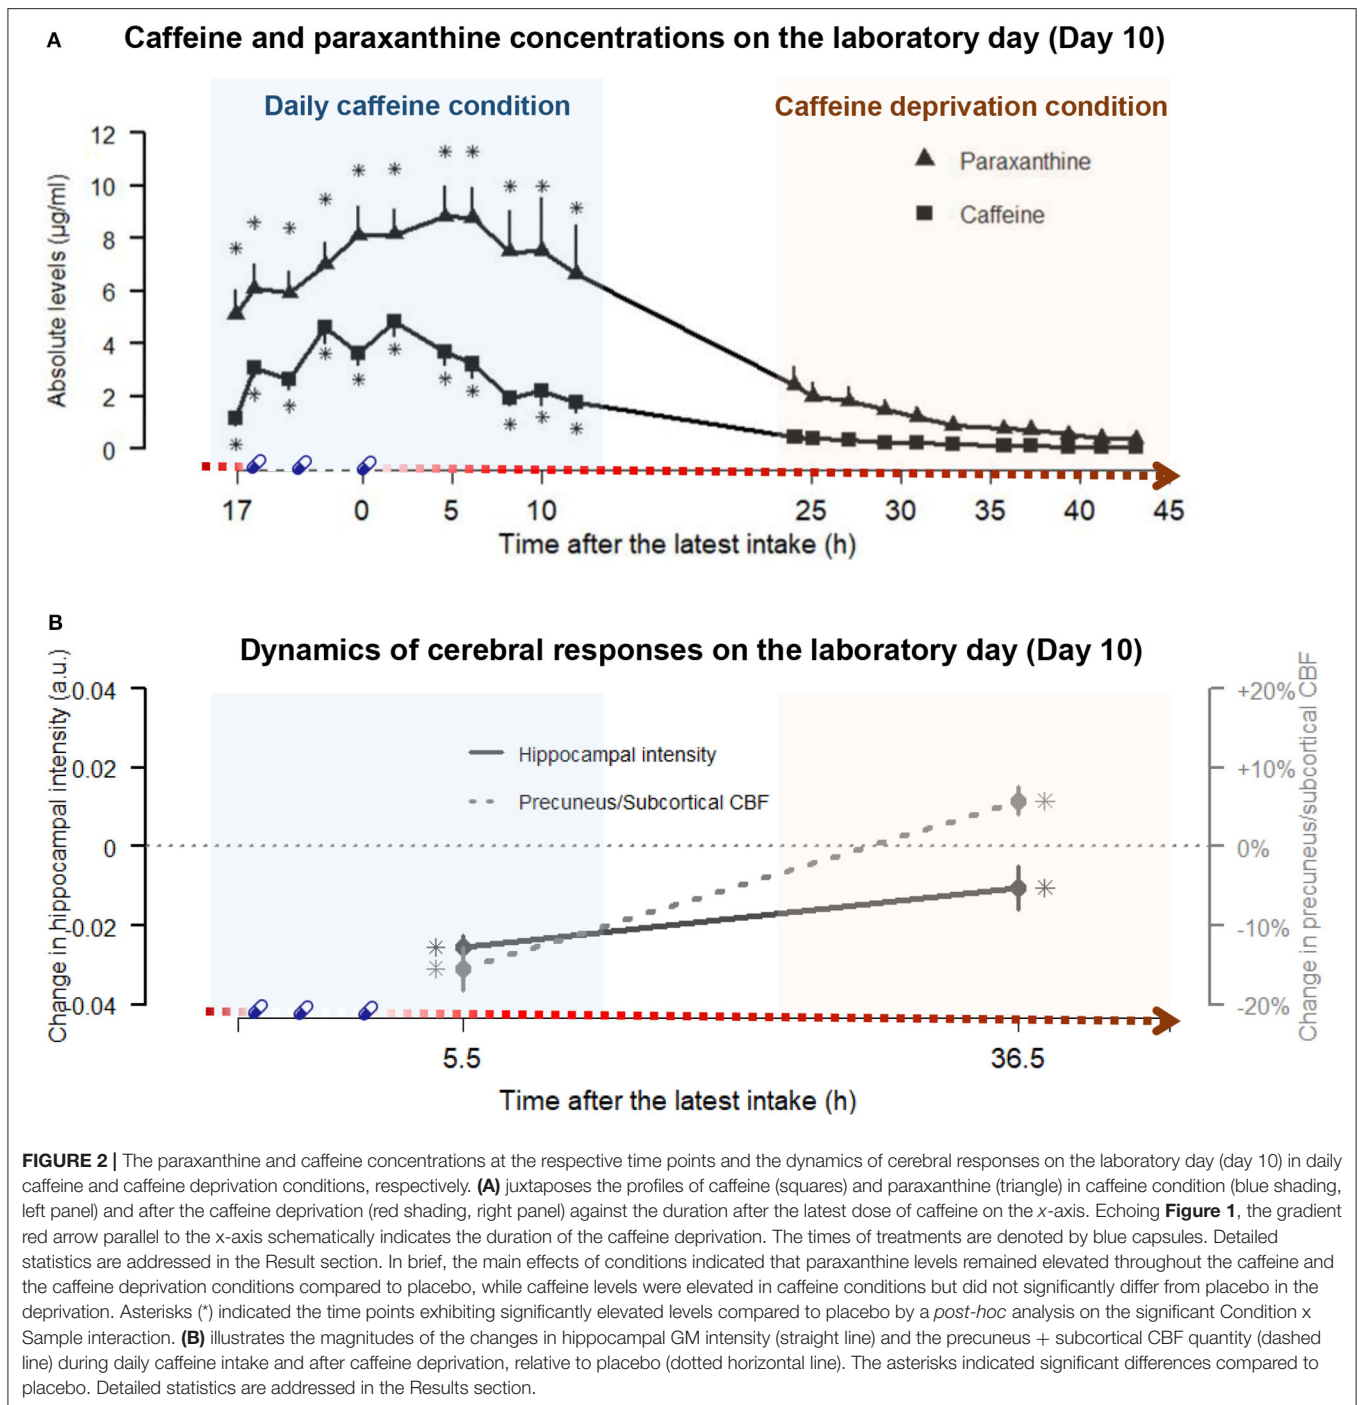 A
Caffeine and paraxanthine concentrations on the laboratory day (Day 10)
Daily caffeine condition
Caffeine deprivation condition
Paraxanthine
Caffeine
Absolute levels (µg/ml)
12
10
8
6
4
2
0
17 0 5 10 25 30 35 40 45
Time after the latest intake (h)
B
Dynamics of cerebral responses on the laboratory day (Day 10)
Change in hippocampal intensity (a.u.)
0.04
0.02
0
-0.02
-0.04
Hippocampal intensity
Precuneus/Subcortical CBF
+20%
+10%
0%
-10%
-20%
Change in precuneus/subcortical CBF
5.5 36.5
Time after the latest intake (h)
FIGURE 2 | The paraxanthine and caffeine concentrations at the respective time points and the dynamics of cerebral responses on the laboratory day (day 10) in daily
caffeine and caffeine deprivation conditions, respectively. (A) juxtaposes the profiles of caffeine (squares) and paraxanthine (triangle) in caffeine condition (blue shading,
left panel) and after the caffeine deprivation (red shading, right panel) against the duration after the latest dose of caffeine on the x-axis. Echoing Figure 1, the gradient
red arrow parallel to the x-axis schematically indicates the duration of the caffeine deprivation. The times of treatments are denoted by blue capsules. Detailed
statistics are addressed in the Result section. In brief, the main effects of conditions indicated that paraxanthine levels remained elevated throughout the caffeine and
the caffeine deprivation conditions compared to placebo, while caffeine levels were elevated in caffeine conditions but did not significantly differ from placebo in the
deprivation. Asterisks (*) indicated the time points exhibiting significantly elevated levels compared to placebo by a post-hoc analysis on the significant Condition x
Sample interaction. (B) illustrates the magnitudes of the changes in hippocampal GM intensity (straight line) and the precuneus + subcortical CBF quantity (dashed
line) during daily caffeine intake and after caffeine deprivation, relative to placebo (dotted horizontal line). The asterisks indicated significant differences compared to
placebo. Detailed statistics are addressed in the Results section.